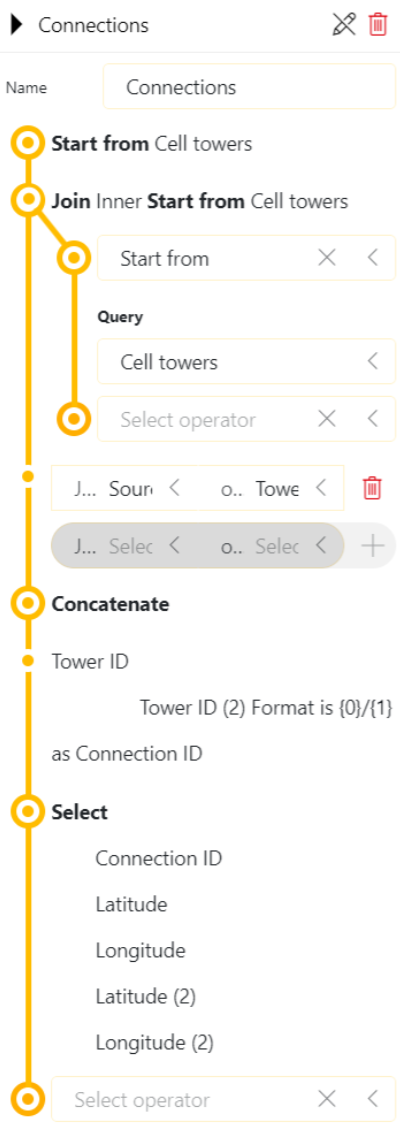 Connections
Name Connections
Start from Cell towers
Join Inner Start from Cell towers
Start from
Query
Cell towers
Select operator
J... Sour o.. Towe
J... Selec o.. Selec
Concatenate
Tower ID
Tower ID (2) Format is {0}/{1}
as Connection ID
Select
Connection ID
Latitude
Longitude
Latitude (2)
Longitude (2)
Select operator